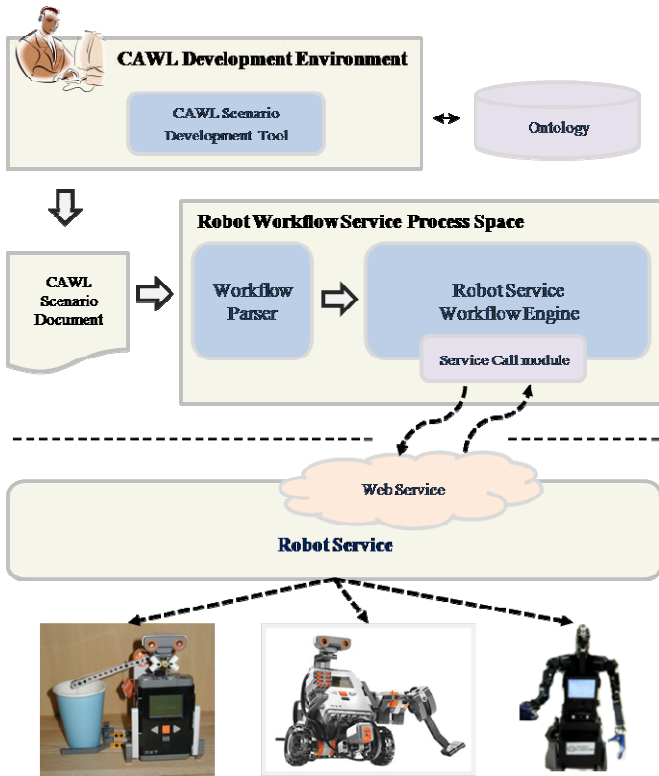 CAWL Development Environment
CAWL Scenario
Development Tool
Ontology
Robot Workflow Service Process Space
CAWL
Scenario
Document
Workflow
Parser
Robot Service
Workflow Engine
Service Call module
Web Service
Robot Service
NXT